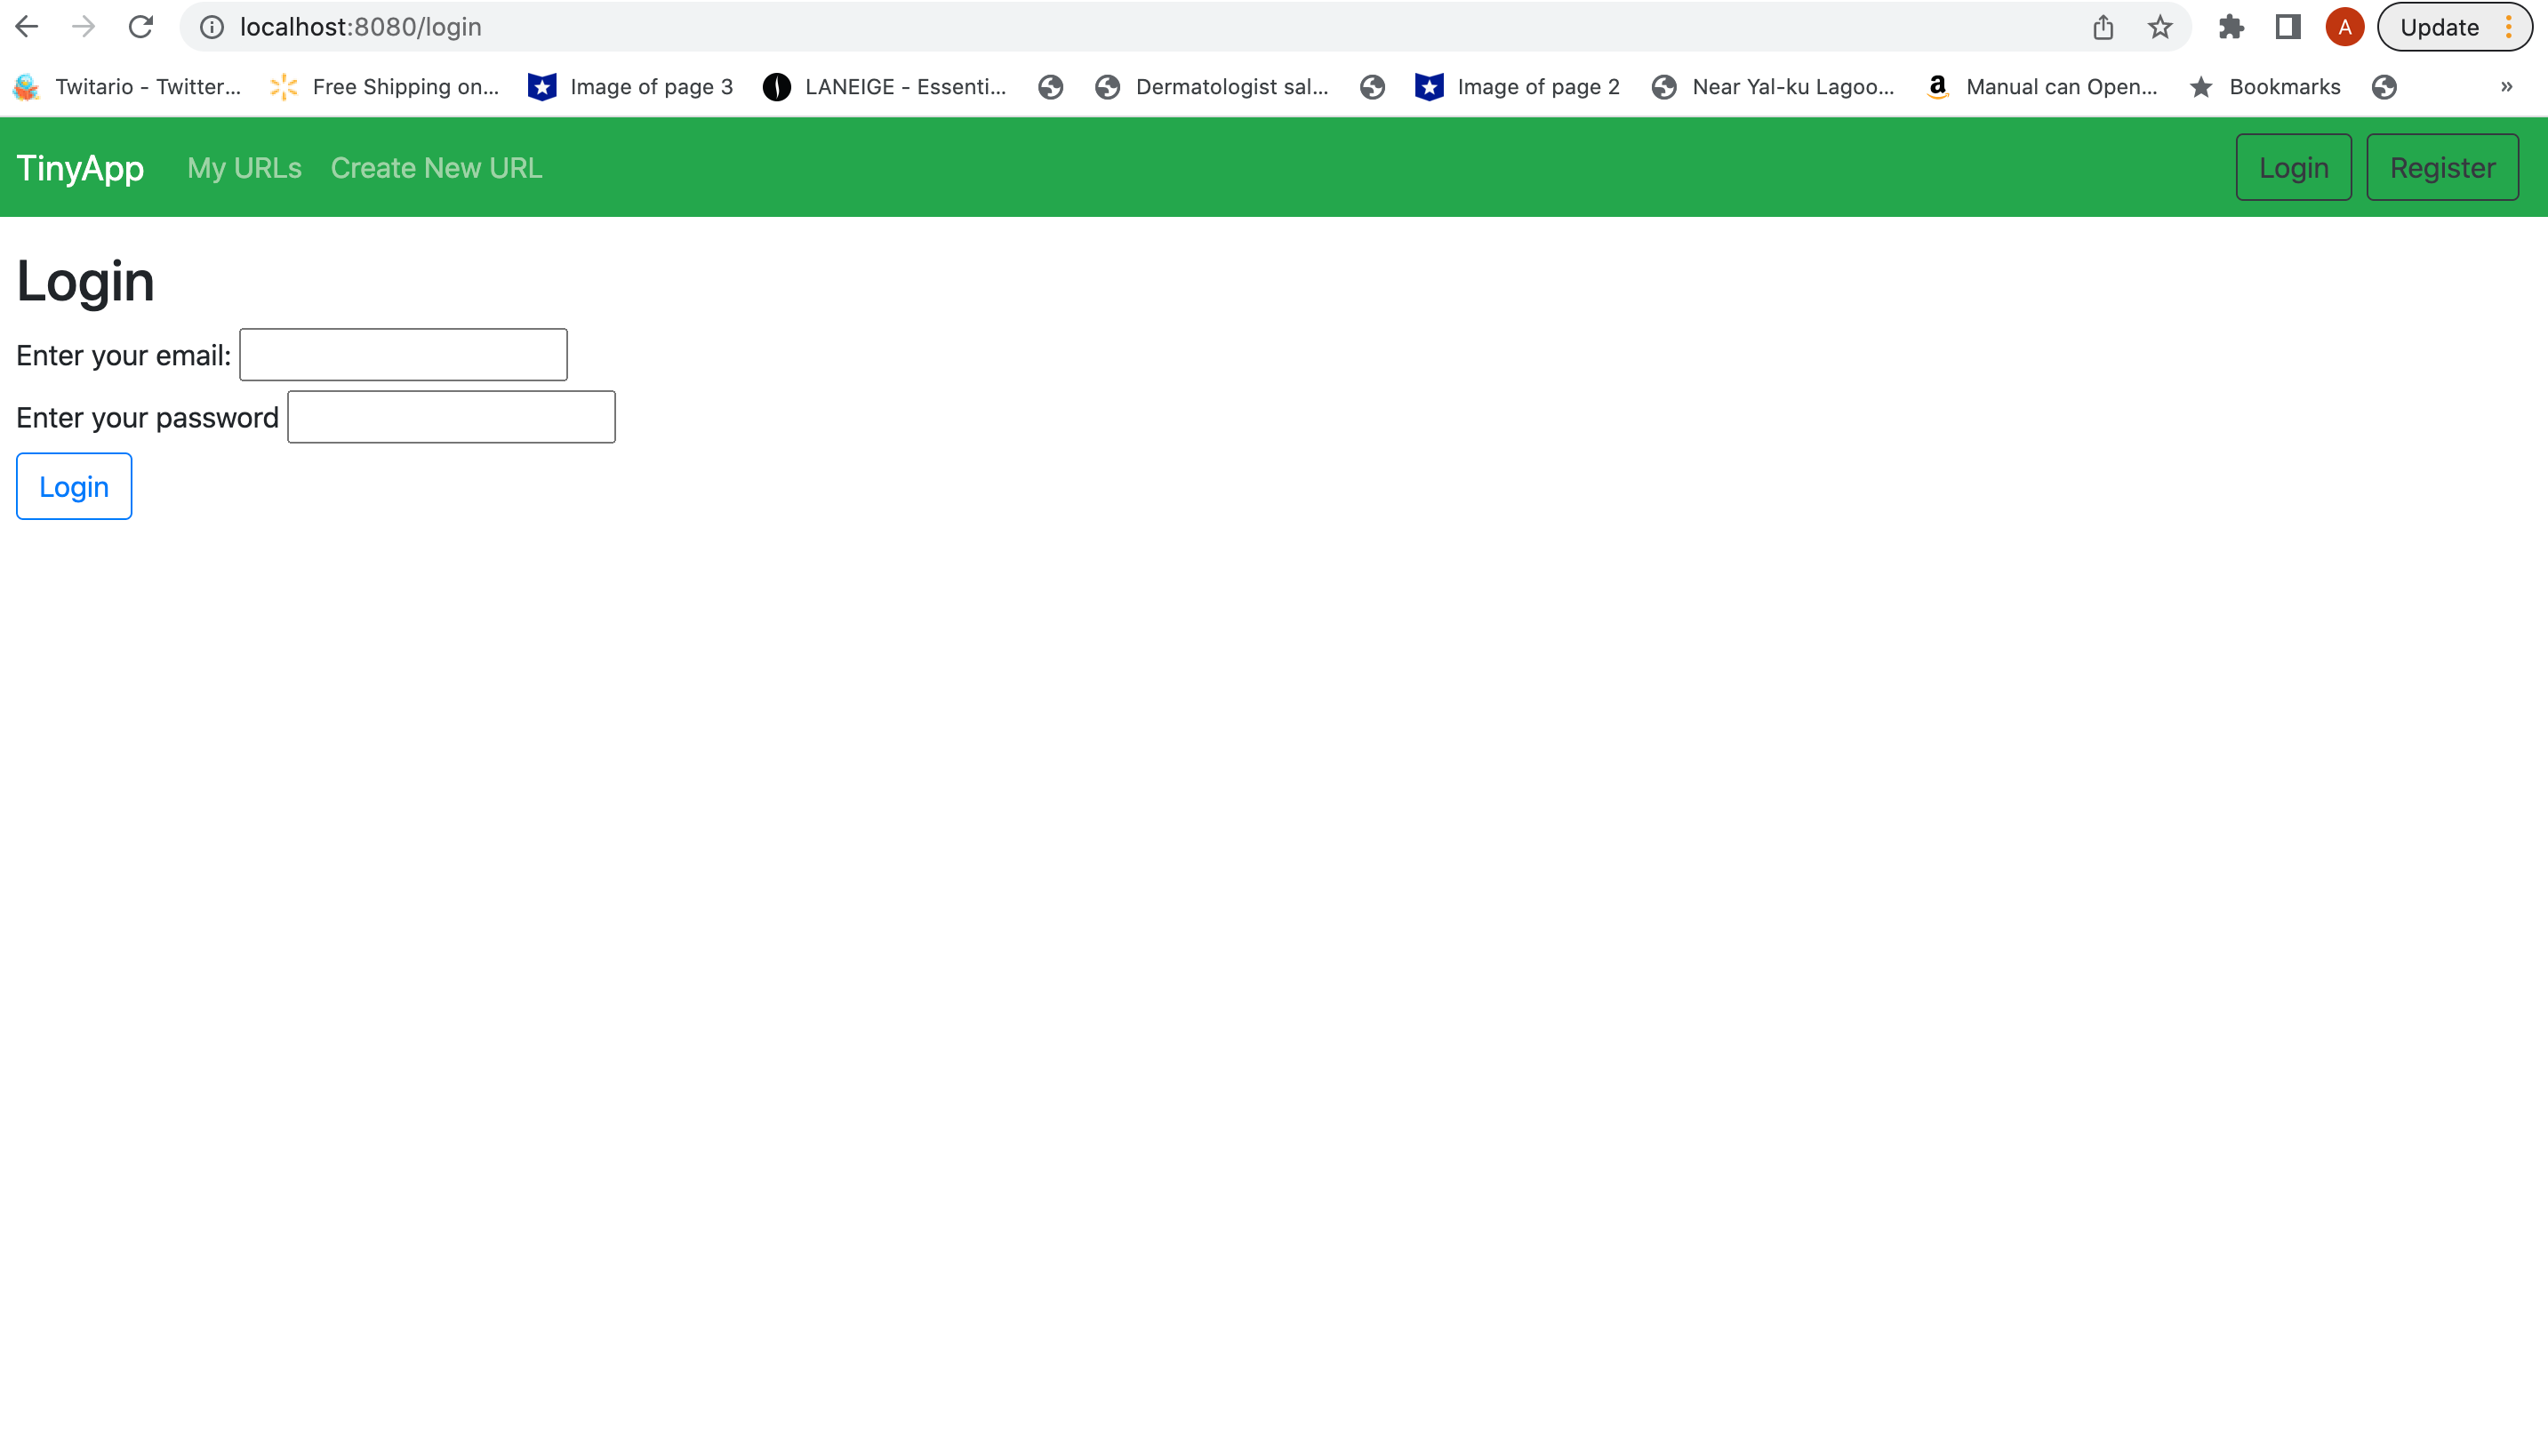 localhost:8080/login
A
Update
Twitario - Twitter... Free Shipping on... Image of page 3 LANEIGE - Essenti... Dermatologist sal... Image of page 2 Near Yal-ku Lagoo... a Manual can Open... Bookmarks »
TinyApp My URLs Create New URL Login Register
Login
Enter your email:
Enter your password
Login